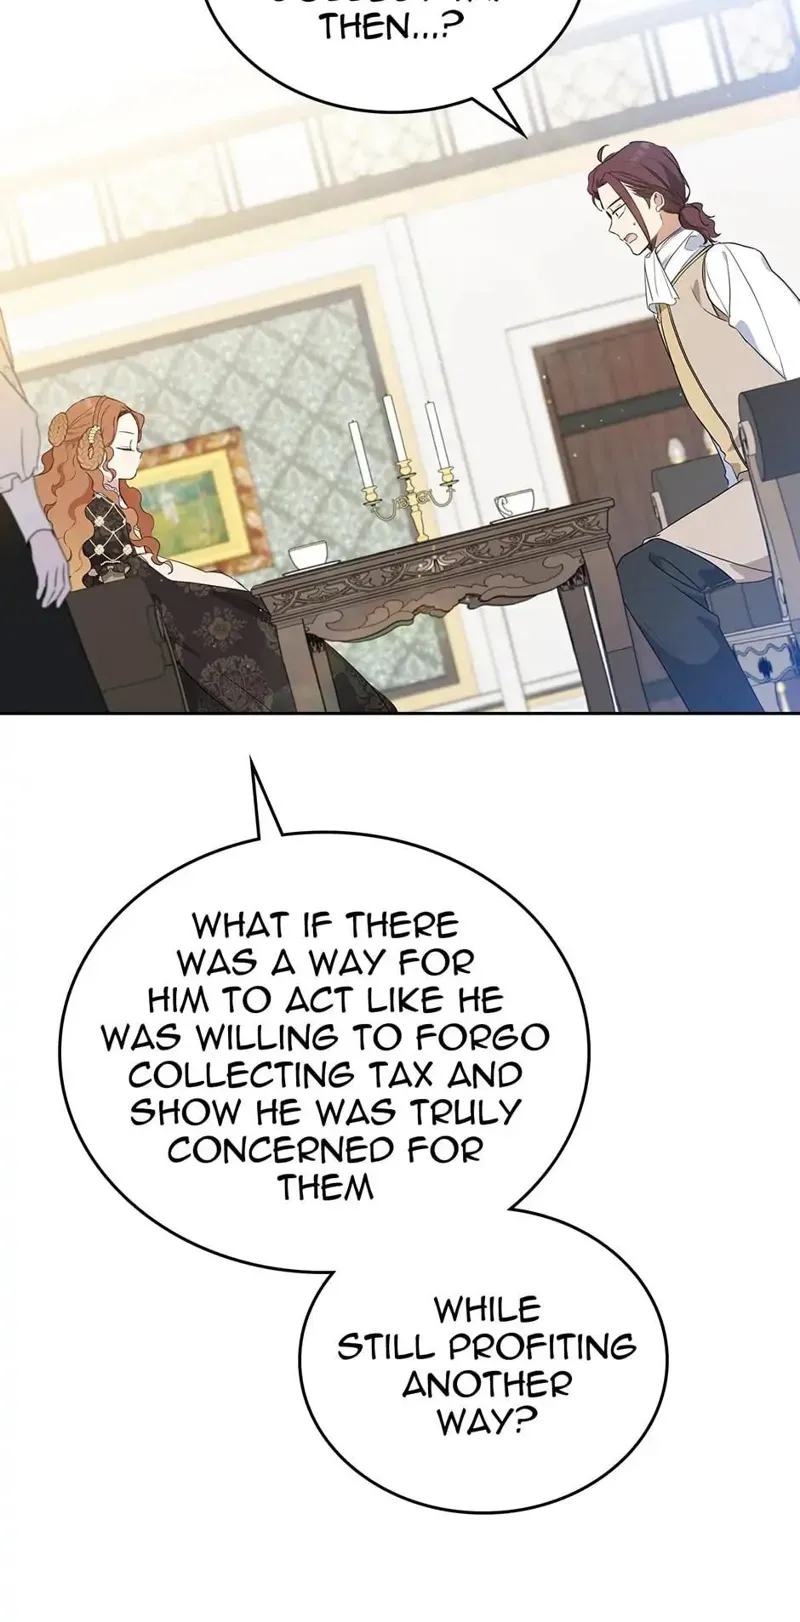 THEN...?
WHAT IF THERE
WAS A WAY FOR
HIM TO ACT LIKE HE
WAS WILLING TO FORGO
COLLECTING TAX AND
SHOW HE WAS TRULY
CONCERNED FOR
THEM
WHILE
STILL PROFITING
ANOTHER
WAY?